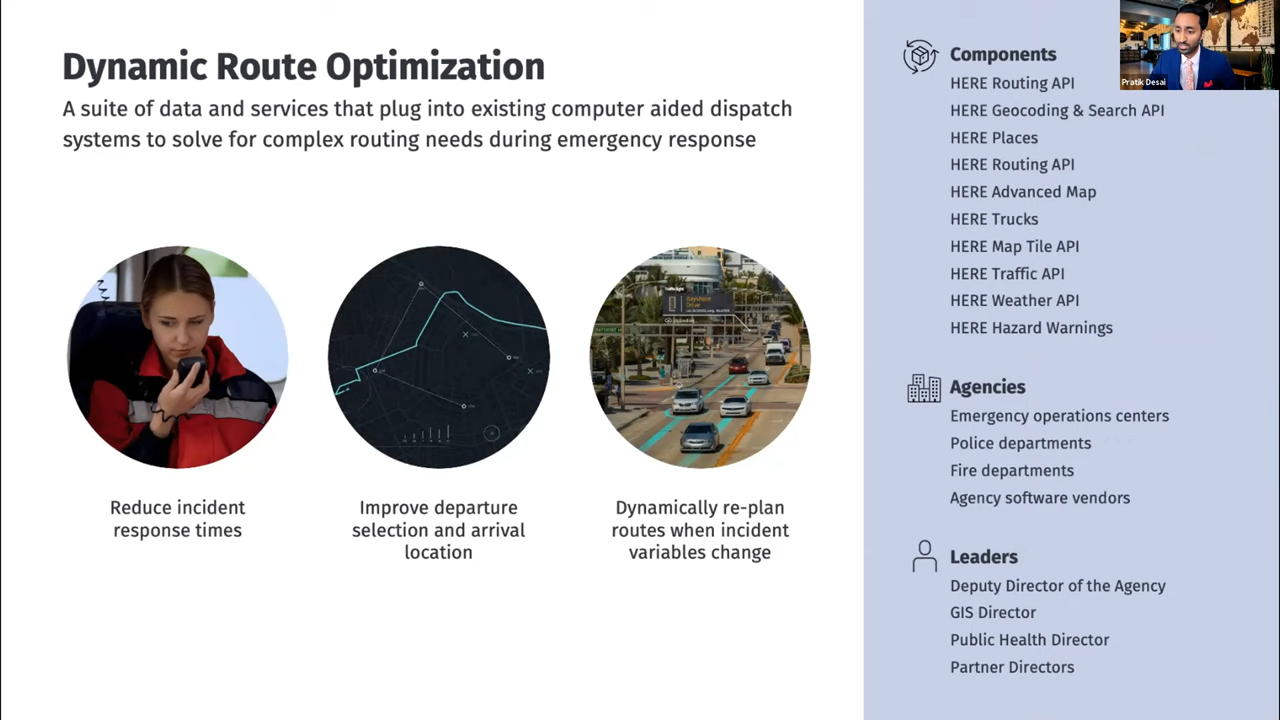 Dynamic Route Optimization
A suite of data and services that plug into existing computer aided dispatch
systems to solve for complex routing needs during emergency response
Reduce incident
response times
Improve departure
selection and arrival
location
Dynamically re-plan
routes when incident
variables change
Components
HERE Routing API
HERE Geocoding & Search API
HERE Places
HERE Routing API
HERE Advanced Map
HERE Trucks
HERE Map Tile API
HERE Traffic API
HERE Weather API
HERE Hazard Warnings
Agencies
Emergency operations centers
Police departments
Fire departments
Agency software vendors
Leaders
Deputy Director of the Agency
GIS Director
Public Health Director
Partner Directors
Pratik Desai